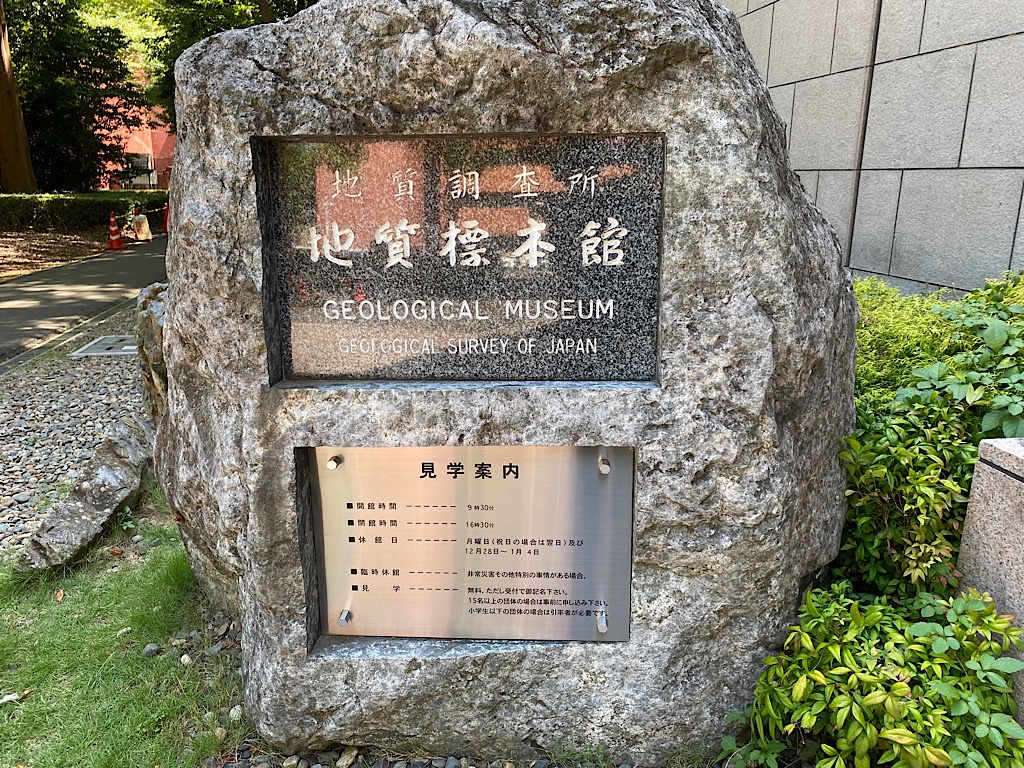 地質調査所
地質標本館
GEOLOGICAL MUSEUM
GEOLOGICAL SURVEY OF JAPAN
見学案内
■開館時間 ------- 9時30分
■閉館時間 ------- 16時30分
■休館日 ------- 月曜日(祝日の場合は翌日)及び
12月28日~1月4日
■臨時休館 ------- 非常災害その他特別の事情がある場合。
■見学 ------- 無料、ただし受付で御記名下さい。
15名以上の団体の場合は事前に申し込み下さい。
小学生以下の団体の場合は引率者が必要です。